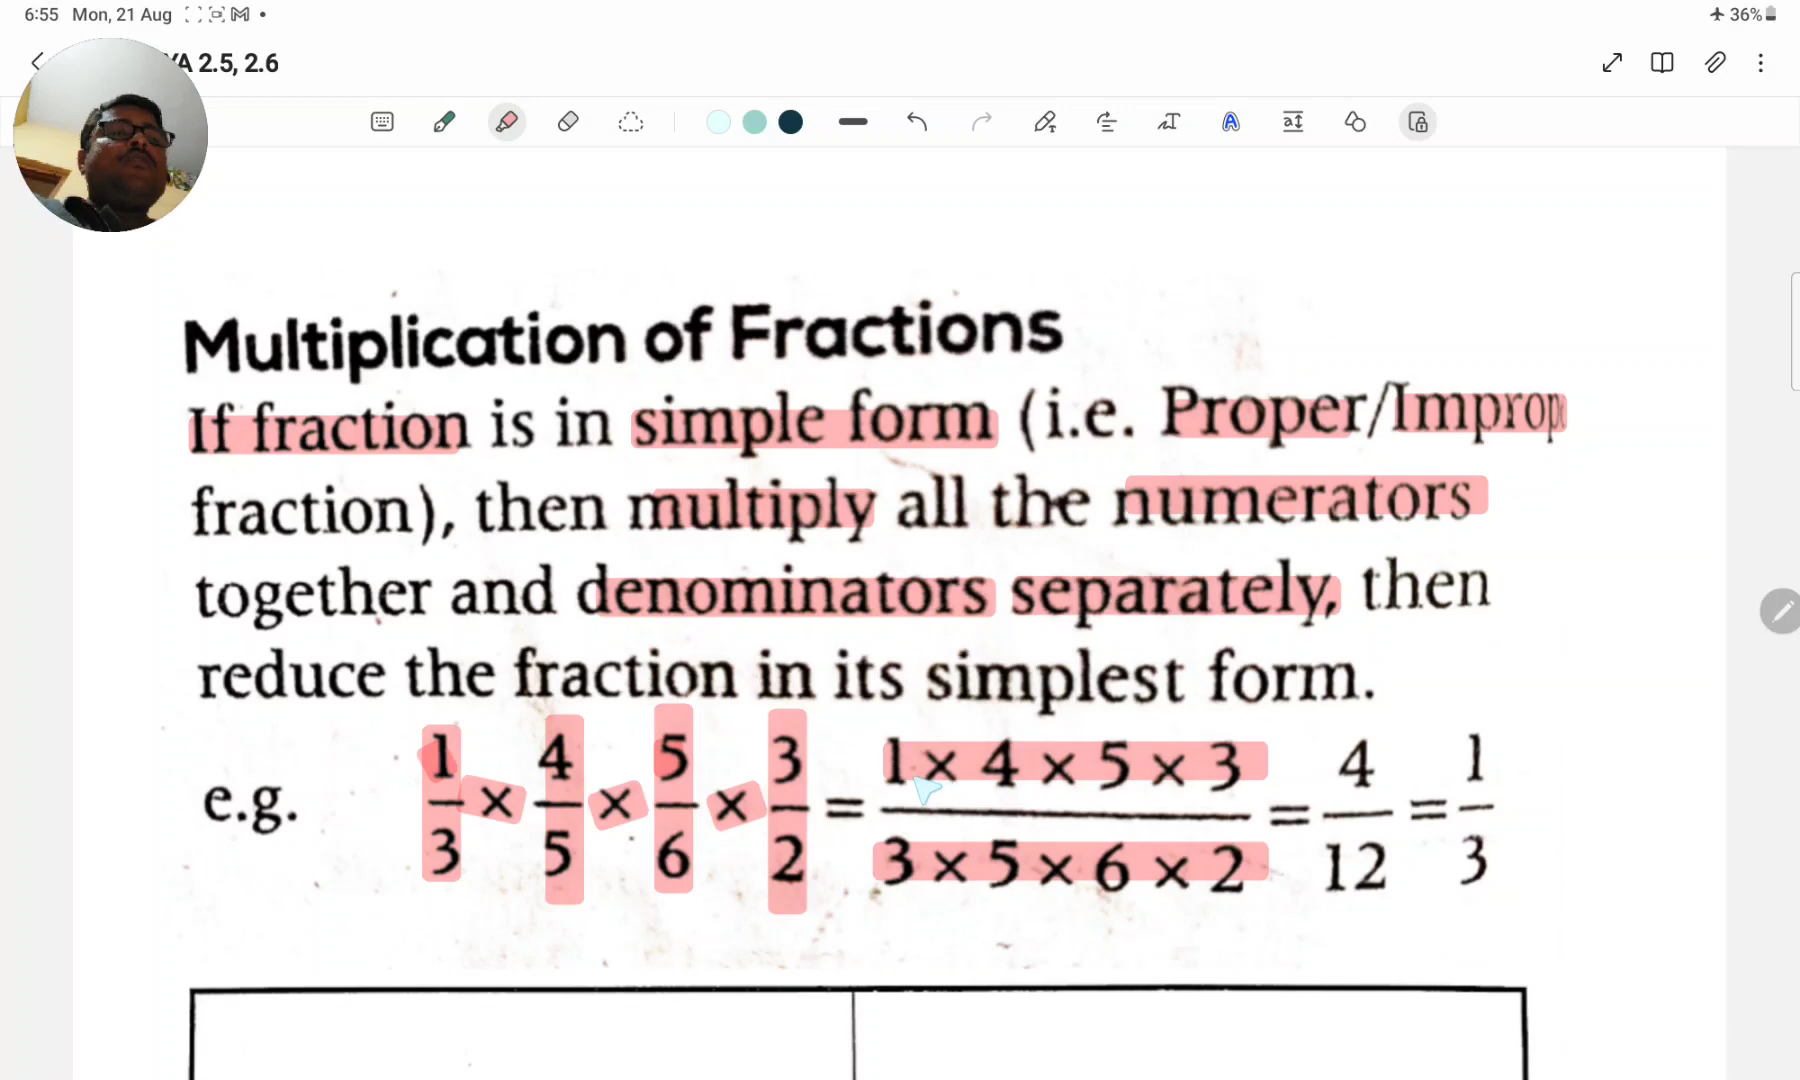 6:55 Mon, 21 Aug
36%
A 2.5, 2.6
Multiplication of Fractions
If fraction is in simple form (i.e. Proper/Improp
fraction), then multiply all the numerators
together and denominators separately, then
reduce the fraction in its simplest form.
e.g. 1/3 × 4/5 × 5/6 × 3/2 = 1 × 4 × 5 × 3 / 3 × 5 × 6 × 2 = 4/12 = 1/3